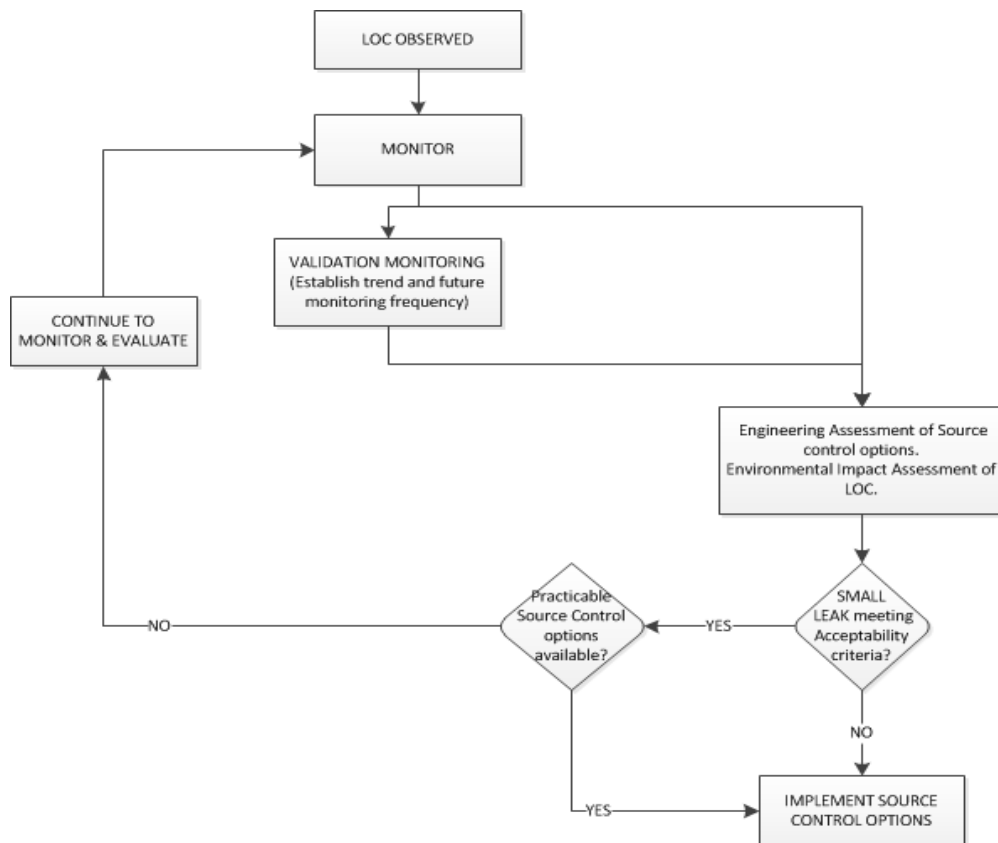 LOC OBSERVED
MONITOR
VALIDATION MONITORING
(Establish trend and future
monitoring frequency)
CONTINUE TO
MONITOR & EVALUATE
Engineering Assessment of Source
control options.
Environmental Impact Assessment of
LOC.
SMALL
LEAK meeting
Acceptability
criteria?
YES
Practicable
Source Control
options
available?
NO
NO
YES
IMPLEMENT SOURCE
CONTROL OPTIONS